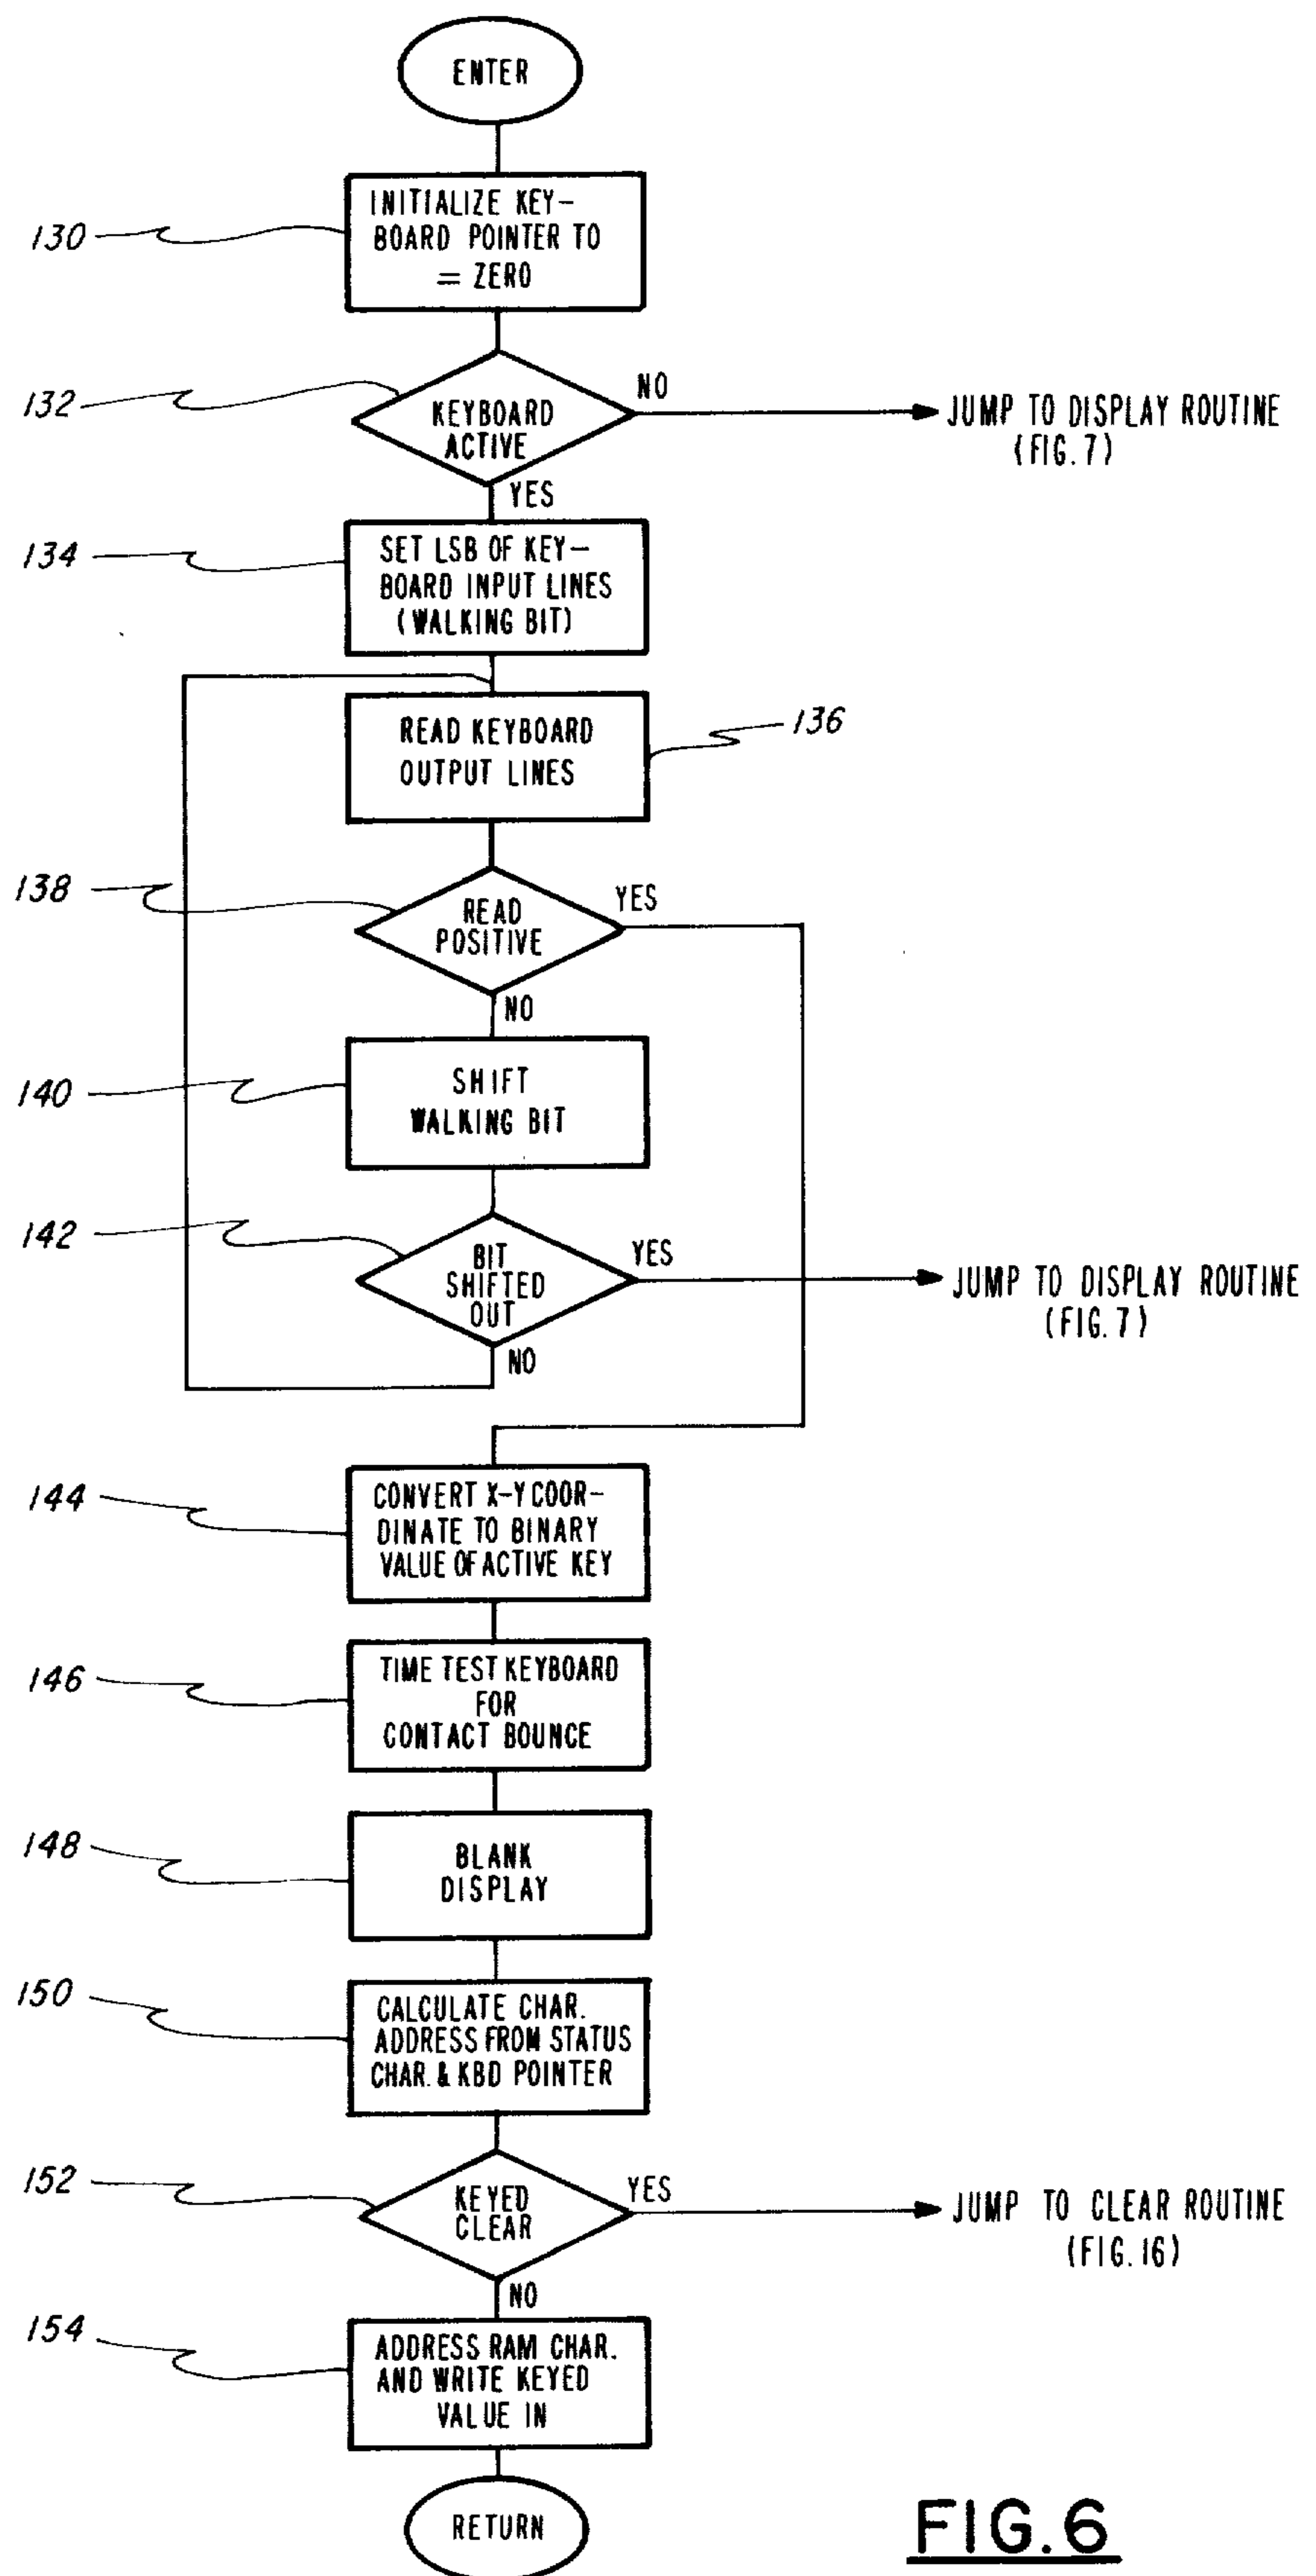 ENTER
130
INITIALIZE KEY-
BOARD POINTER TO
= ZERO
132
KEYBOARD
ACTIVE
NO
JUMP TO DISPLAY ROUTINE
(FIG. 7)
YES
134
SET LSB OF KEY-
BOARD INPUT LINES
(WALKING BIT)
136
READ KEYBOARD
OUTPUT LINES
138
READ
POSITIVE
YES
NO
140
SHIFT
WALKING BIT
142
BIT
SHIFTED
OUT
YES
JUMP TO DISPLAY ROUTINE
(FIG. 7)
NO
144
CONVERT X-Y COOR-
DINATE TO BINARY
VALUE OF ACTIVE KEY
146
TIME TEST KEYBOARD
FOR
CONTACT BOUNCE
148
BLANK
DISPLAY
150
CALCULATE CHAR.
ADDRESS FROM STATUS
CHAR. & KBD POINTER
152
KEYED
CLEAR
YES
JUMP TO CLEAR ROUTINE
(FIG. 16)
NO
154
ADDRESS RAM CHAR.
AND WRITE KEYED
VALUE IN
RETURN
FIG. 6